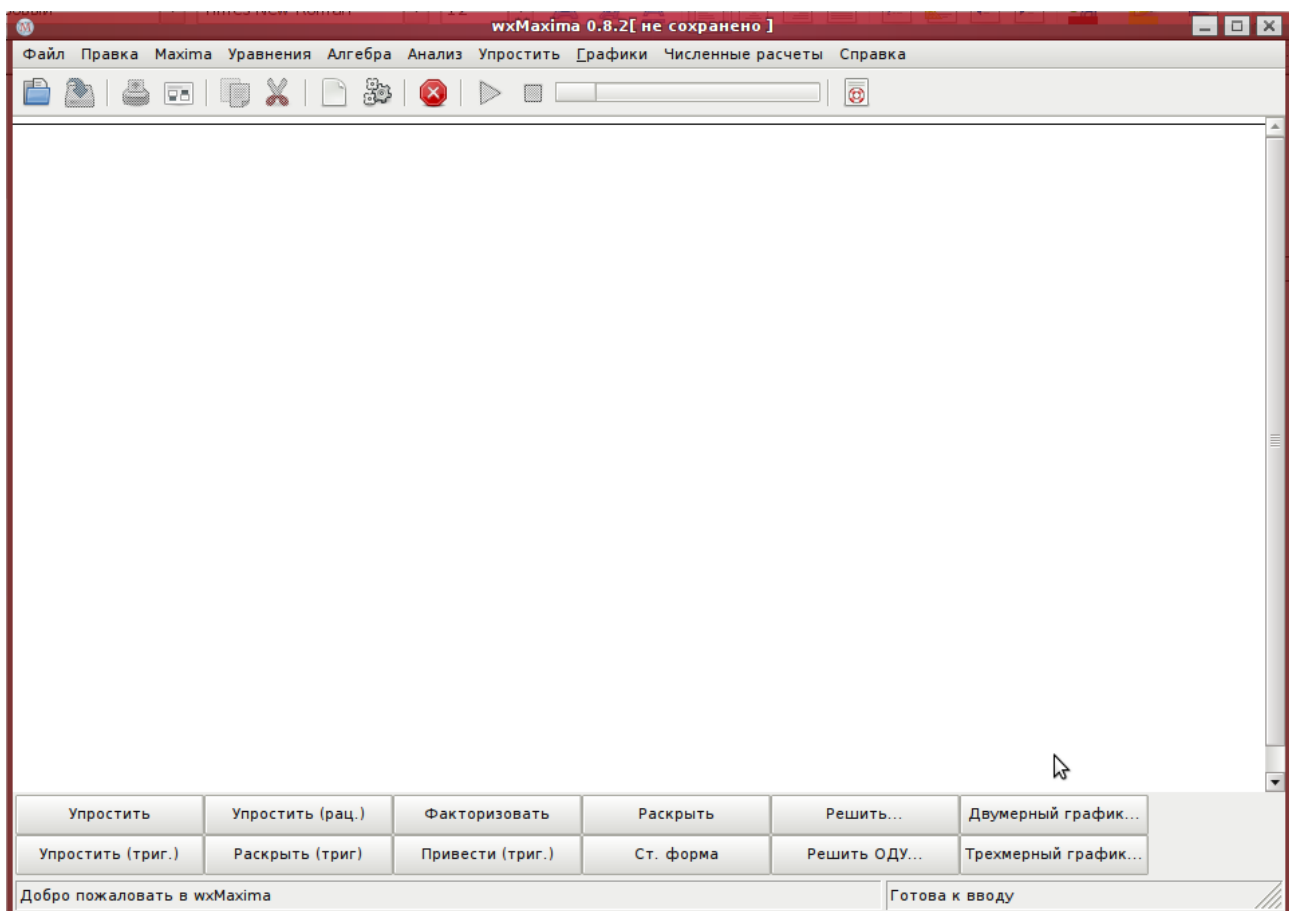 wxMaxima 0.8.2[ не сохранено ]
Файл Правка Maxima Уравнения Алгебра Анализ Упростить Графики Численные расчеты Справка
Упростить Упростить (рац.) Факторизовать Раскрыть Решить... Двумерный график...
Упростить (триг.) Раскрыть (триг) Привести (триг.) Ст. форма Решить ОДУ... Трехмерный график...
Добро пожаловать в wxMaxima Готова к вводу